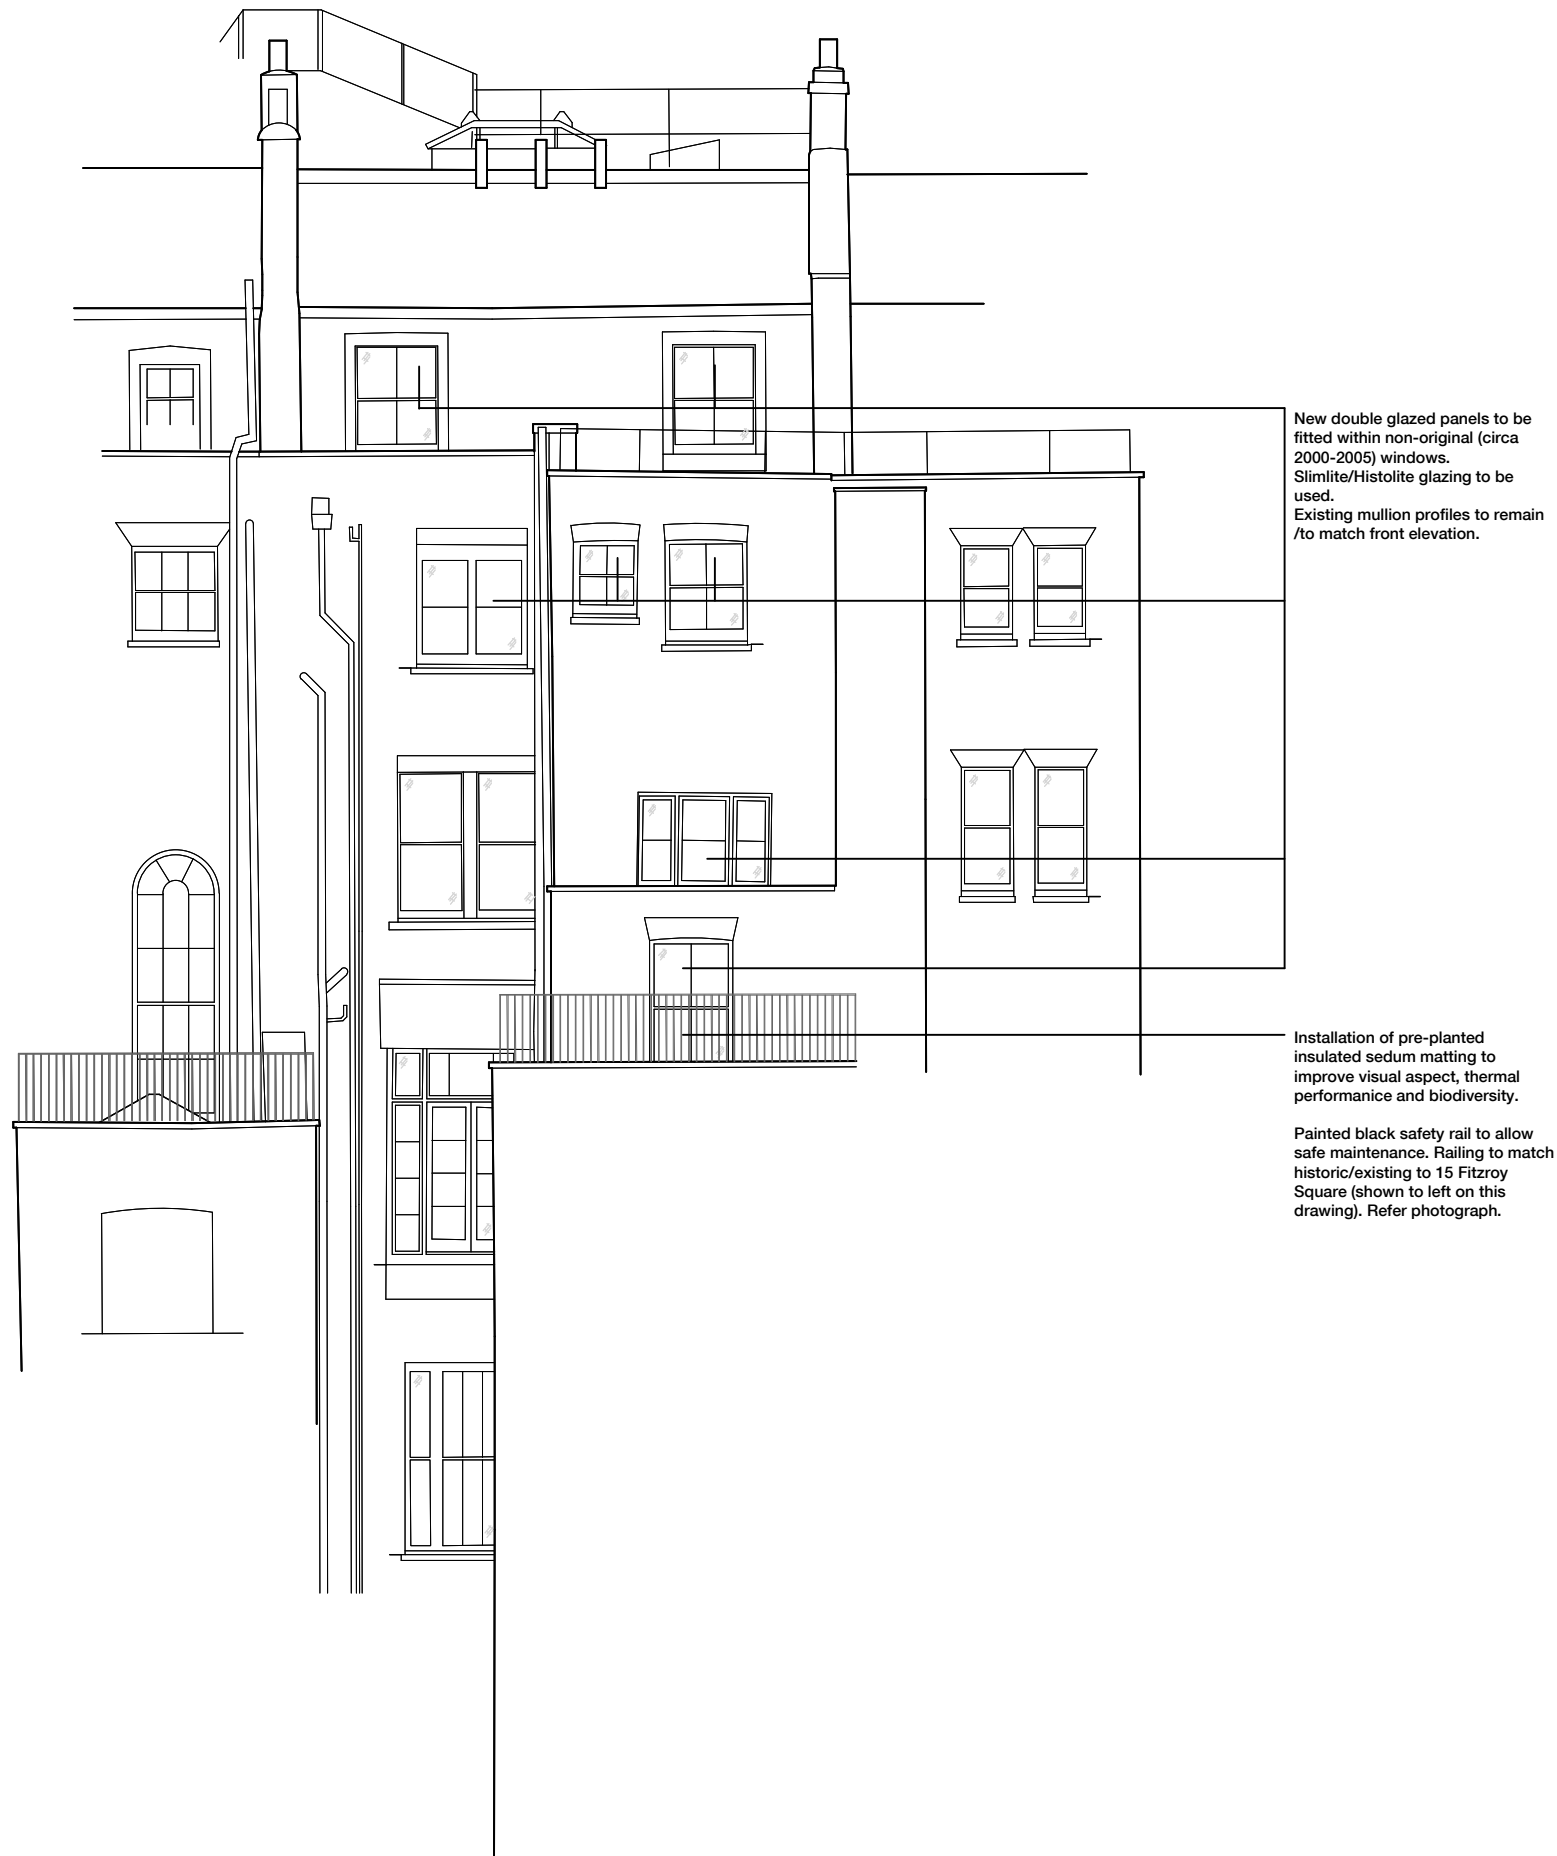 New double glazed panels to be
fitted within non-original (circa
2000-2005) windows.
Slimlite/Histolite glazing to be
used.
Existing mullion profiles to remain
/to match front elevation.
Installation of pre-planted
insulated sedum matting to
improve visual aspect, thermal
performanice and biodiversity.
Painted black safety rail to allow
safe maintenance. Railing to match
historic/existing to 15 Fitzroy
Square (shown to left on this
drawing). Refer photograph.